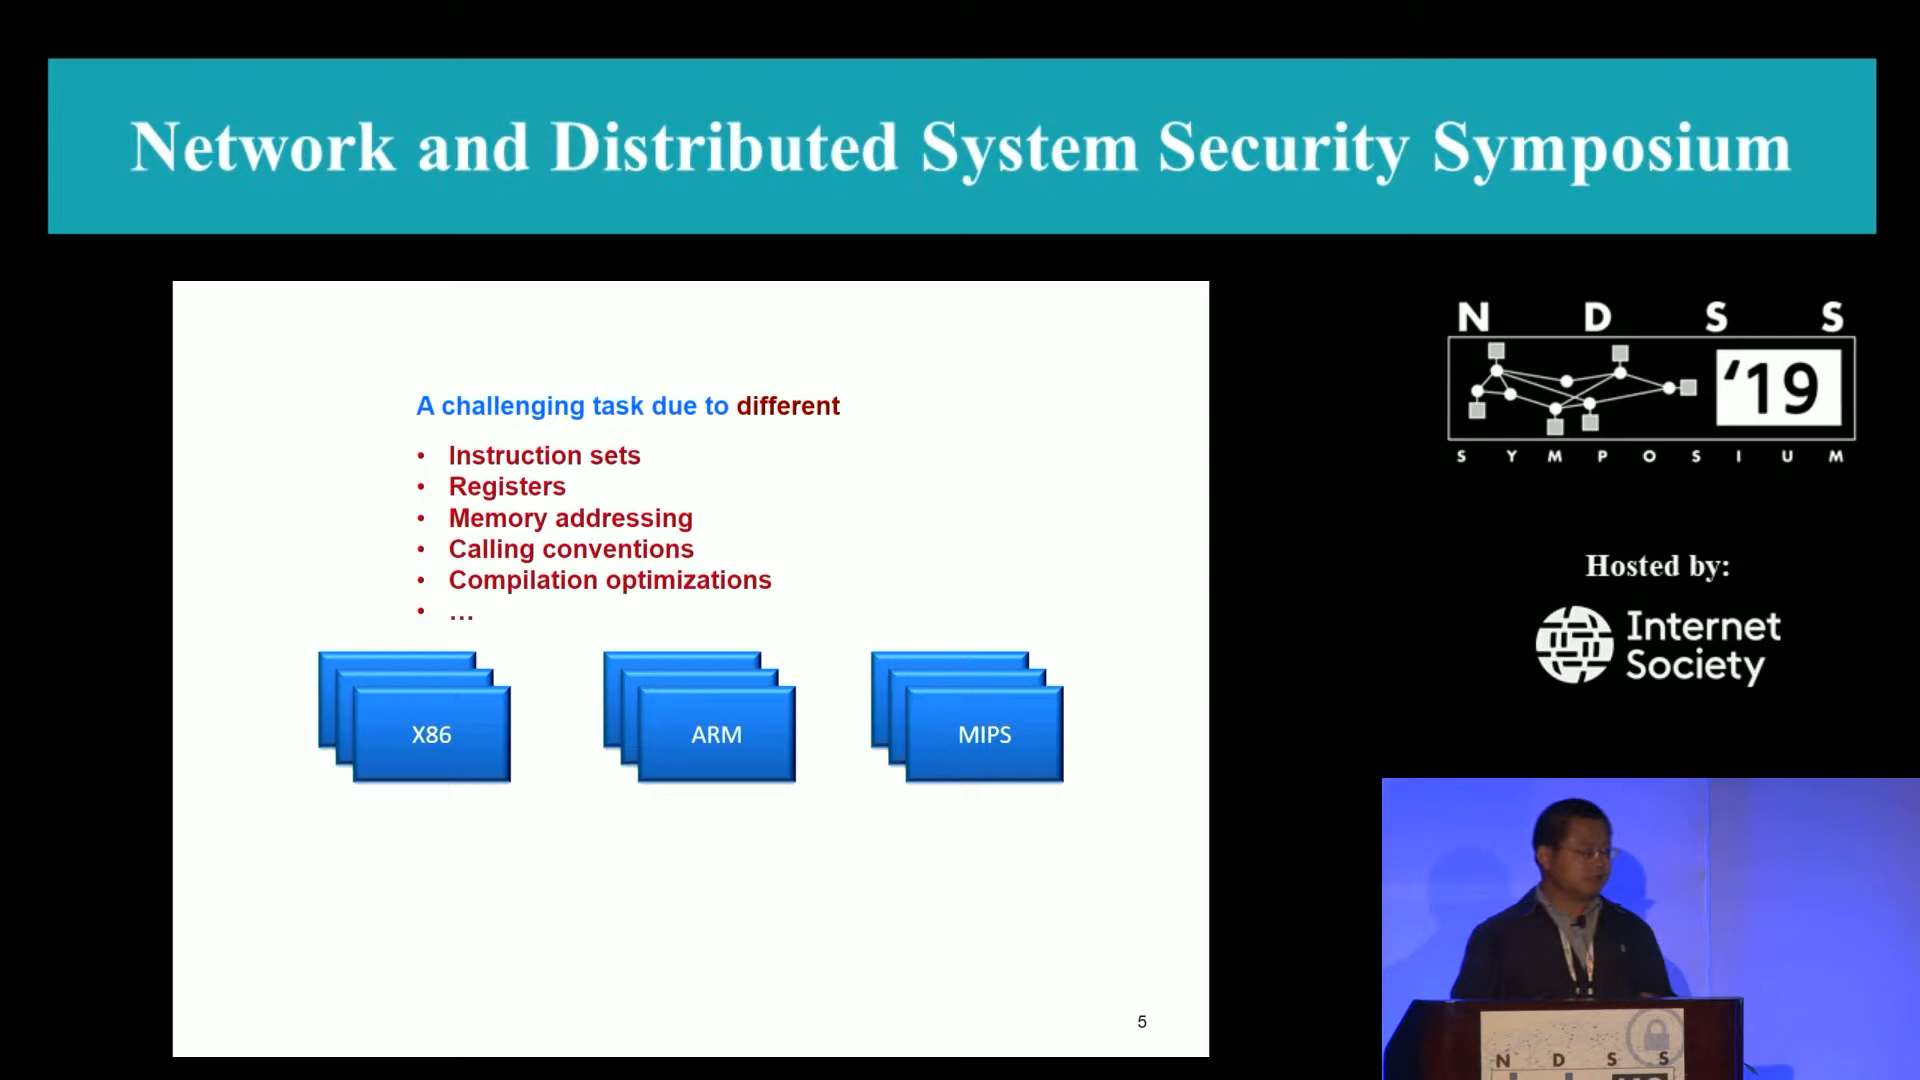 Network and Distributed System Security Symposium
N D S S
'19
S Y M P O S I U M
A challenging task due to different
• Instruction sets
• Registers
• Memory addressing
• Calling conventions
• Compilation optimizations
• …
X86
ARM
MIPS
5
Hosted by:
Internet
Society
N D S S